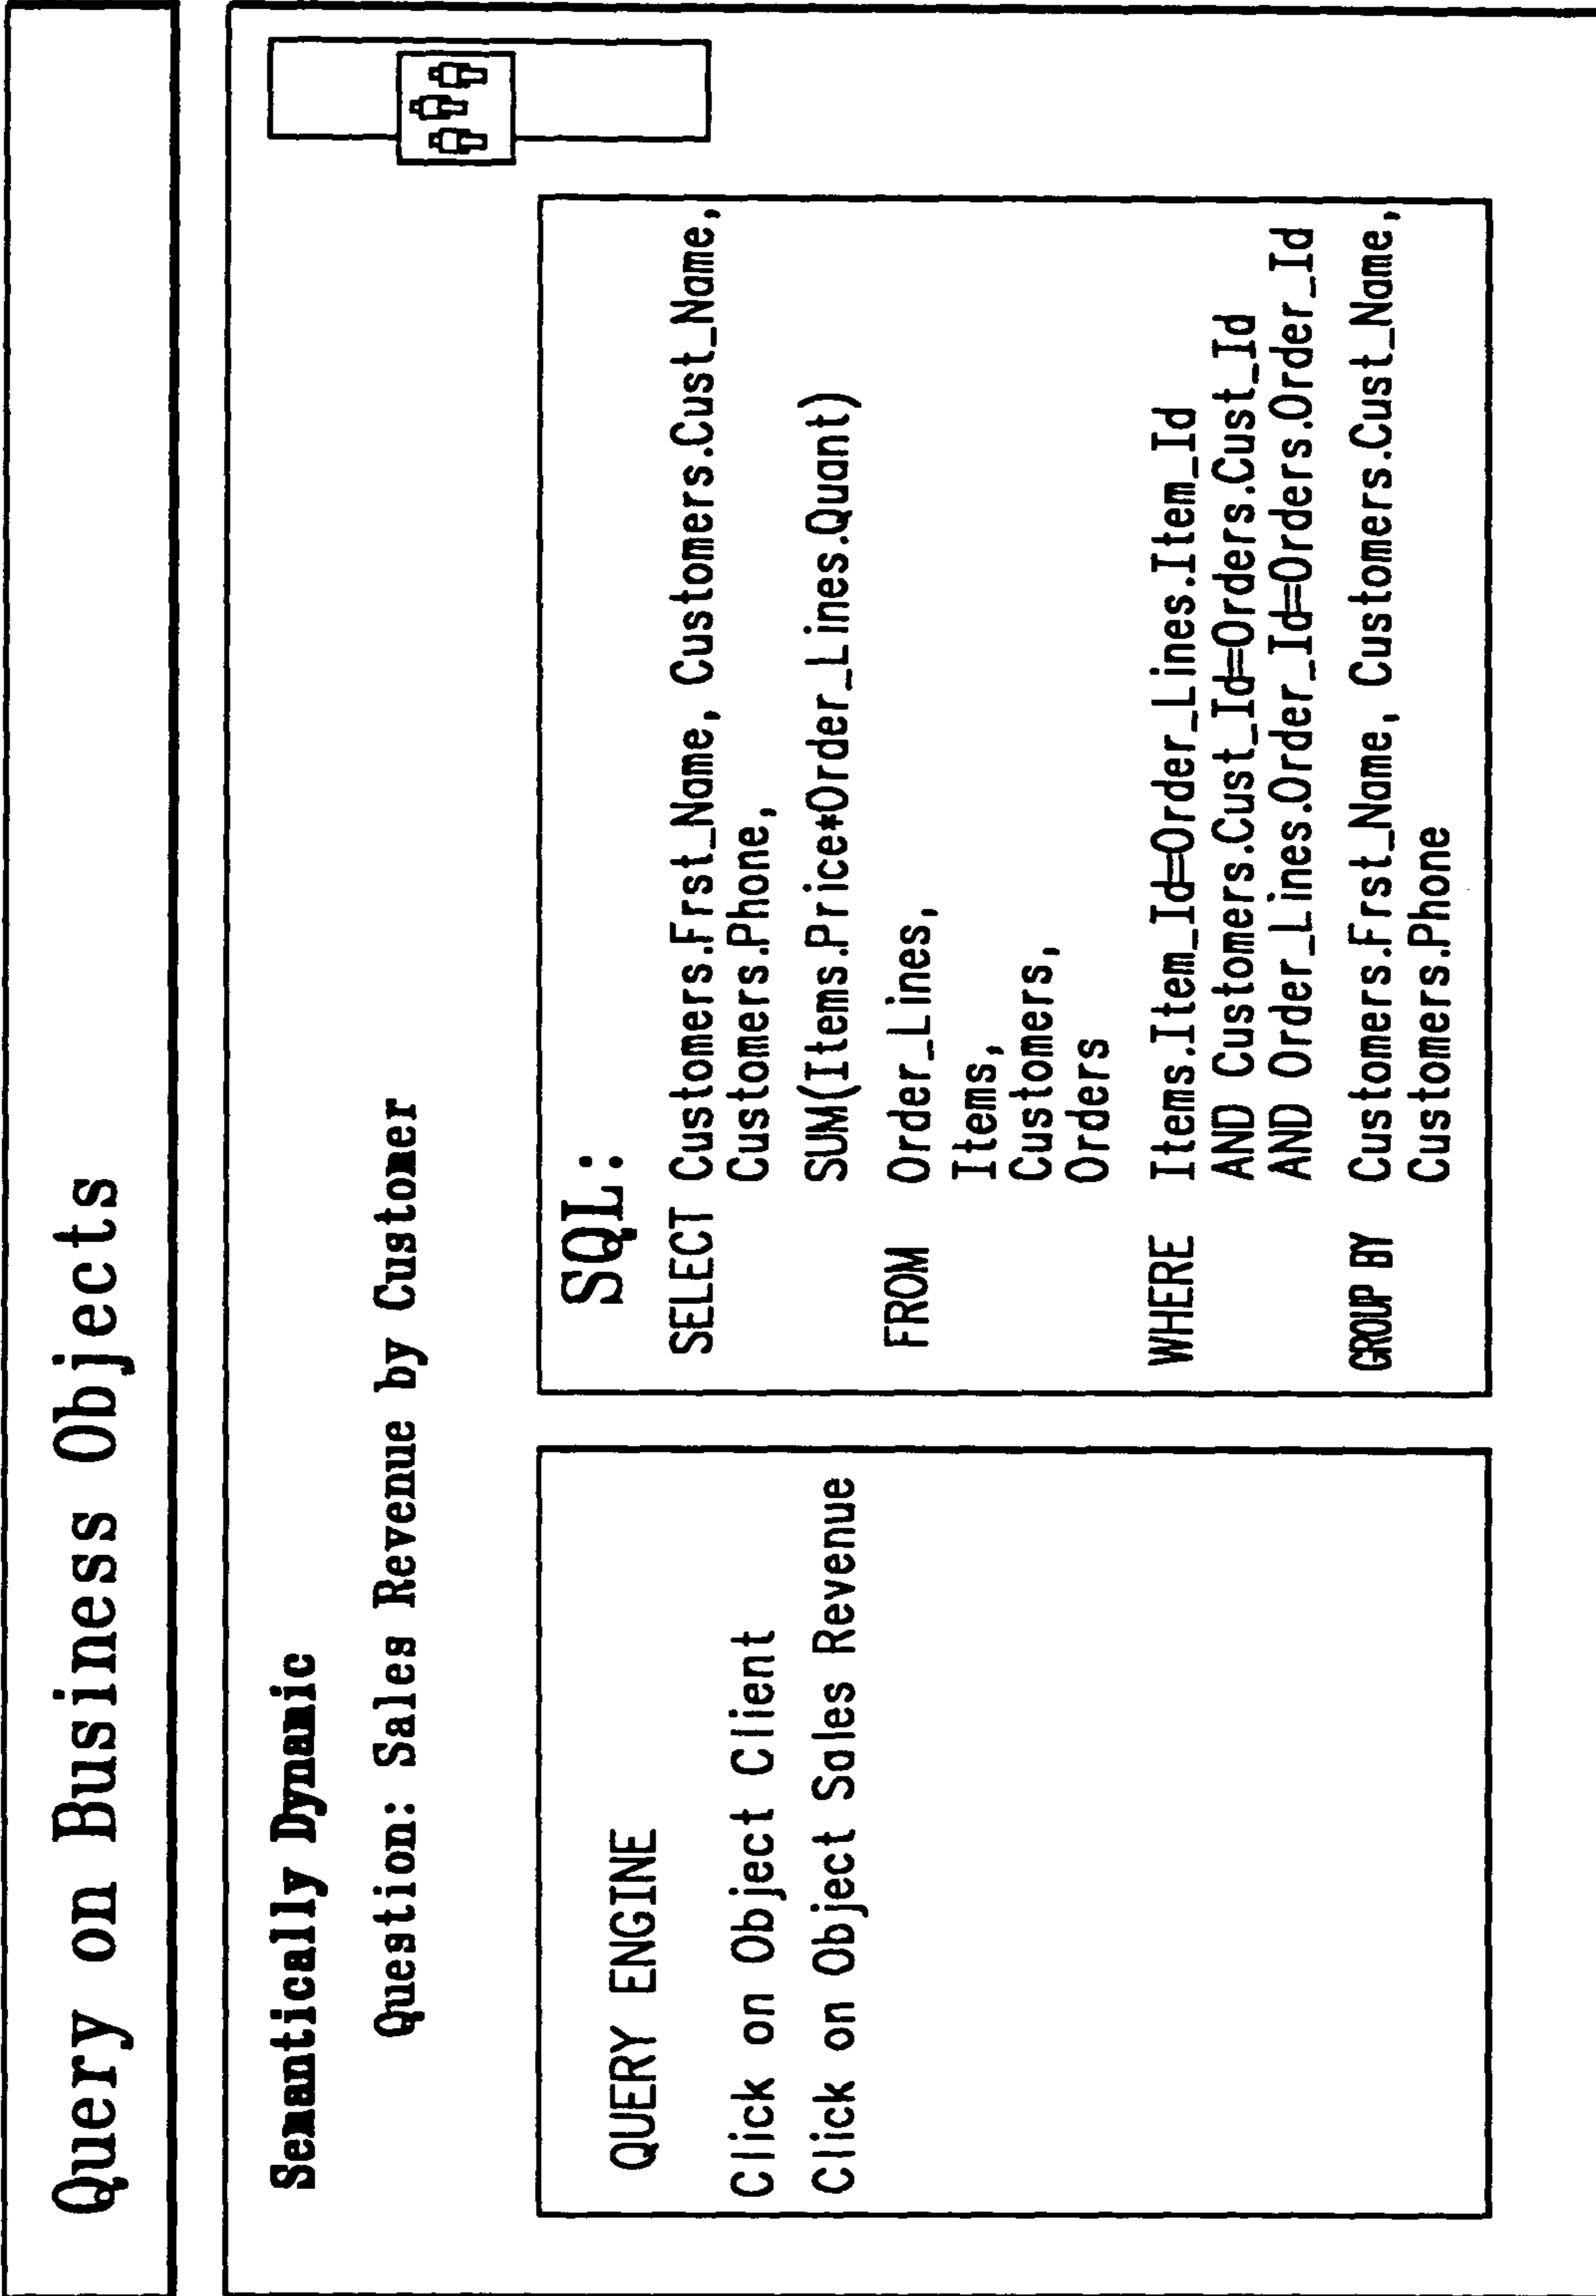 Query on Business Objects
Semantically Dynamic
Question: Sales Revenue by Customer
QUERY ENGINE
Click on Object Client
Click on Object Sales Revenue
SQL:
SELECT Customers.Frst_Name, Customers.Cust_Name,
Customers.Phone,
SUM(Items.Price*Order_Lines.Quant)
FROM Order_Lines,
Items,
Customers,
Orders
WHERE Items.Item_Id=Order_Lines.Item_Id
AND Customers.Cust_Id=Orders.Cust_Id
AND Order_Lines.Order_Id=Orders.Order_Id
GROUP BY Customers.Frst_Name, Customers.Cust_Name,
Customers.Phone